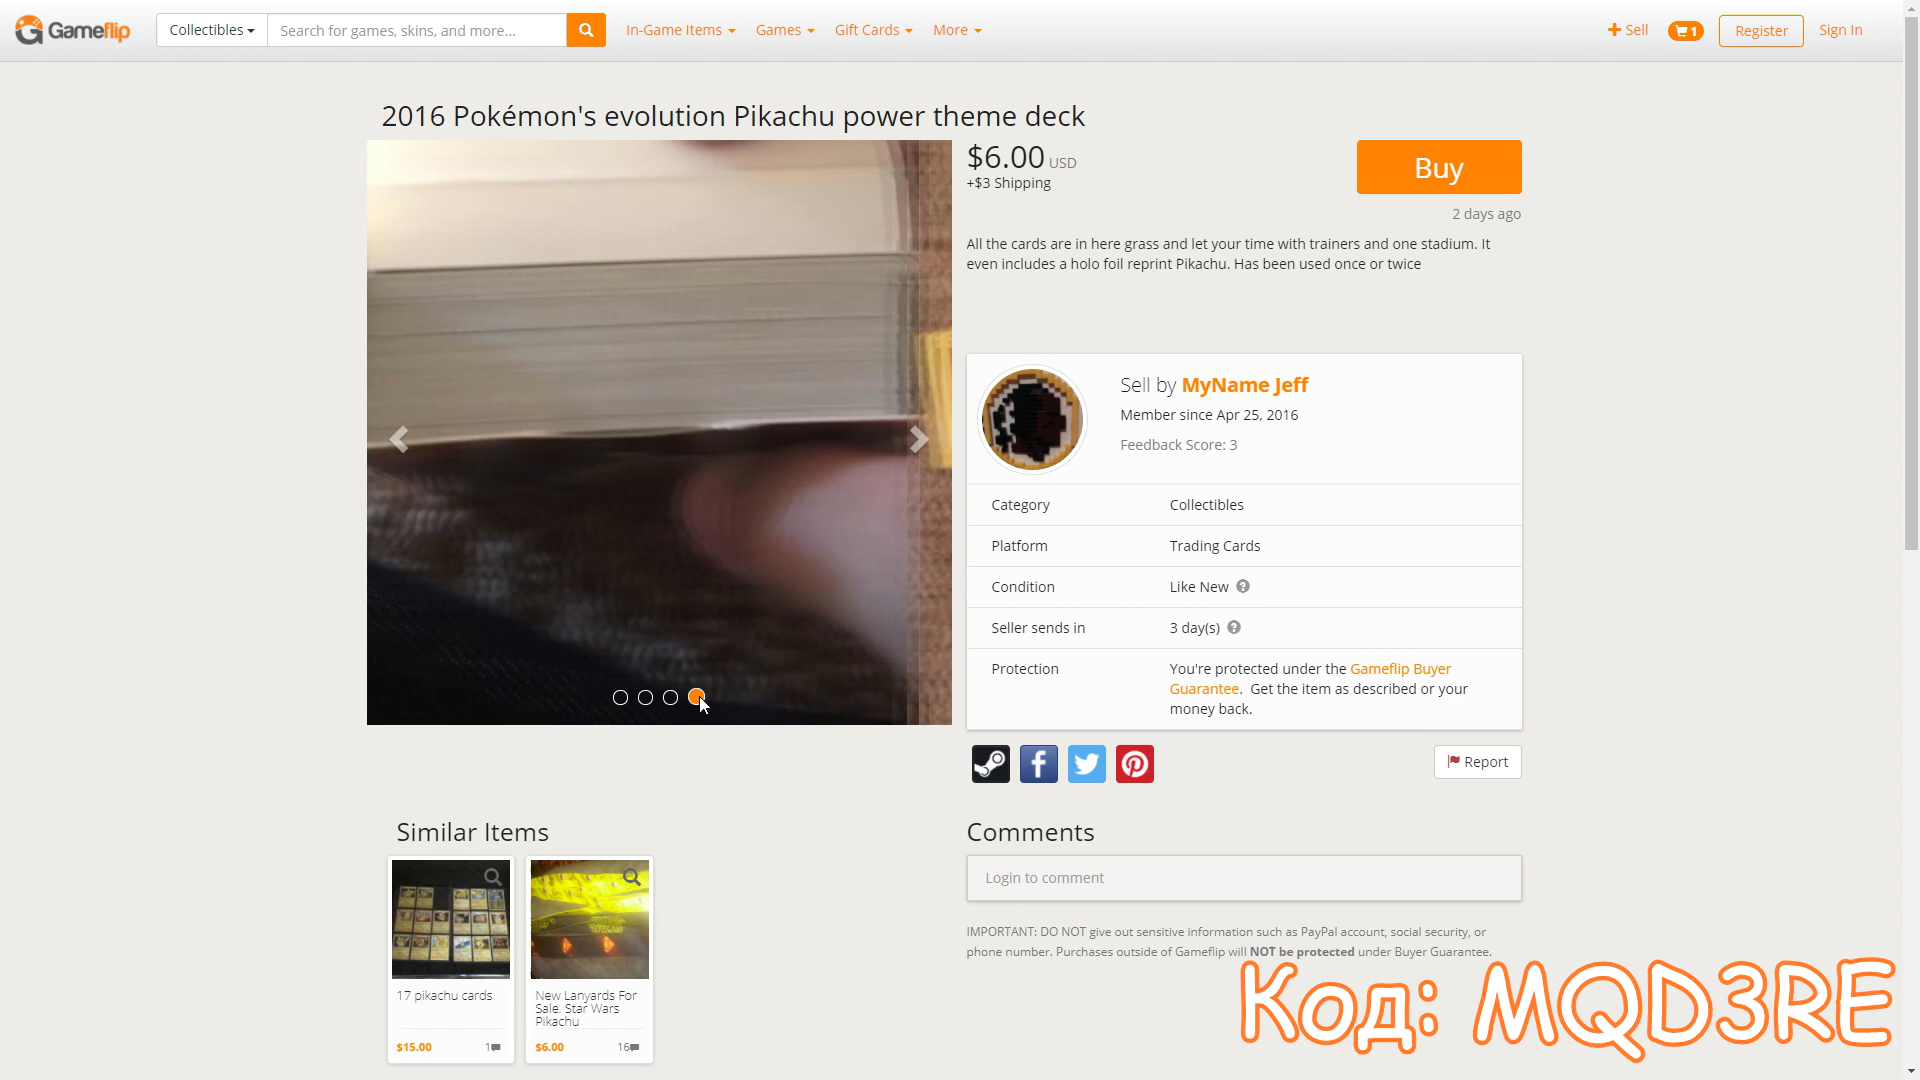 Gameflip
Collectibles
Search for games, skins, and more...
In-Game Items
Games
Gift Cards
More
Sell
1
Register
Sign In
2016 Pokémon's evolution Pikachu power theme deck
$6.00 USD
+$3 Shipping
Buy
2 days ago
All the cards are in here grass and let your time with trainers and one stadium. It
even includes a holo foil reprint Pikachu. Has been used once or twice
Sell by MyName Jeff
Member since Apr 25, 2016
Feedback Score: 3
Category Collectibles
Platform Trading Cards
Condition Like New
Seller sends in 3 day(s)
Protection You're protected under the Gameflip Buyer
Guarantee. Get the item as described or your
money back.
Report
Similar Items
17 pikachu cards
$15.00 1
New Lanyards For
Sale. Star Wars
Pikachu
$6.00 16
Comments
Login to comment
IMPORTANT: DO NOT give out sensitive information such as PayPal account, social security, or
phone number. Purchases outside of Gameflip will NOT be protected under Buyer Guarantee.
Код: MQD3RE